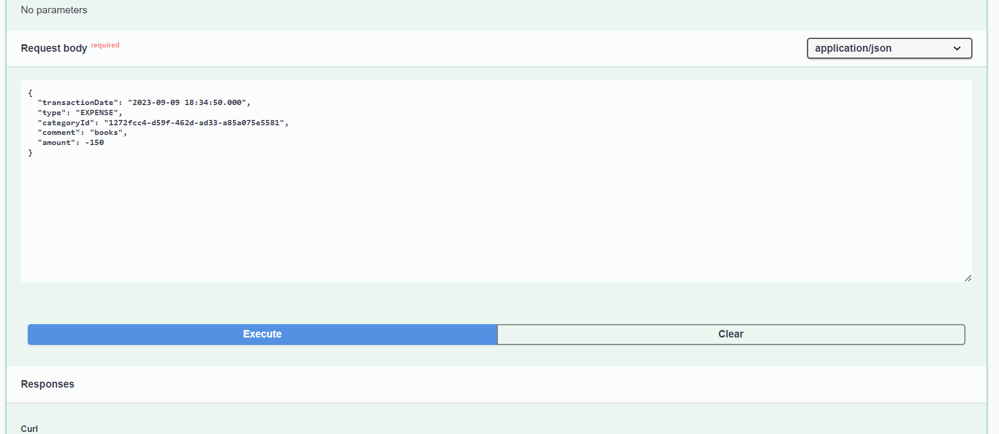 No parameters
Request body required
application/json
{
  "transactionDate": "2023-09-09 18:34:50.000",
  "type": "EXPENSE",
  "categoryId": "1272fcc4-d59f-462d-ad33-a85a075e5581",
  "comment": "books",
  "amount": -150
}
Execute
Clear
Responses
Curl